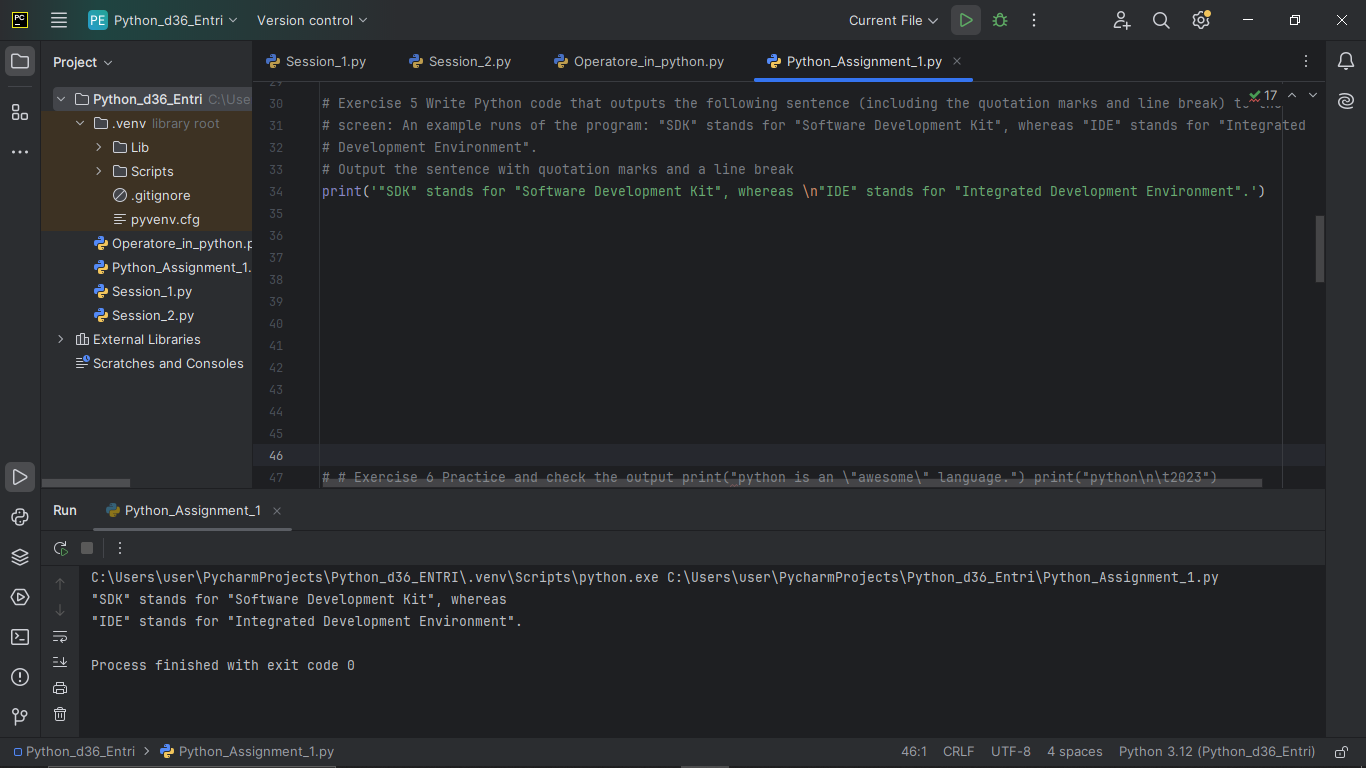 PC
PE Python_d36_Entri Version control Current File
Project
Session_1.py Session_2.py Operatore_in_python.py Python_Assignment_1.py
Python_d36_Entri C:\Use
.venv library root
Lib
Scripts
.gitignore
pyvenv.cfg
Operatore_in_python.p
Python_Assignment_1.
Session_1.py
Session_2.py
External Libraries
Scratches and Consoles
17
29
30 # Exercise 5 Write Python code that outputs the following sentence (including the quotation marks and line break) to the
31 # screen: An example runs of the program: "SDK" stands for "Software Development Kit", whereas "IDE" stands for "Integrated
32 # Development Environment".
33 # Output the sentence with quotation marks and a line break
34 print('"SDK" stands for "Software Development Kit", whereas \n"IDE" stands for "Integrated Development Environment".')
35
36
37
38
39
40
41
42
43
44
45
46
47 # # Exercise 6 Practice and check the output print("python is an \"awesome\" language.") print("python\n\t2023")
Run Python_Assignment_1
C:\Users\user\PycharmProjects\Python_d36_ENTRI\.venv\Scripts\python.exe C:\Users\user\PycharmProjects\Python_d36_Entri\Python_Assignment_1.py
"SDK" stands for "Software Development Kit", whereas
"IDE" stands for "Integrated Development Environment".
Process finished with exit code 0
Python_d36_Entri Python_Assignment_1.py 46:1 CRLF UTF-8 4 spaces Python 3.12 (Python_d36_Entri)